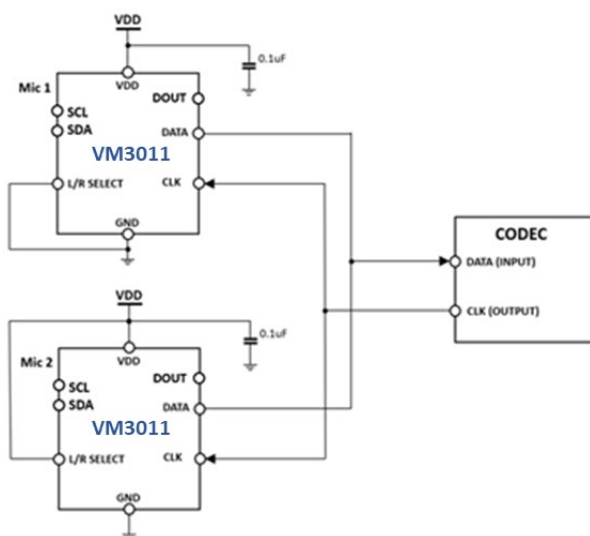 VDD
0.1uF
Mic 1
VDD
DOUT
SCL
SDA
DATA
VM3011
L/R SELECT
CLK
GND
CODEC
DATA (INPUT)
CLK (OUTPUT)
VDD
0.1uF
Mic 2
VDD
DOUT
SCL
SDA
DATA
VM3011
L/R SELECT
CLK
GND